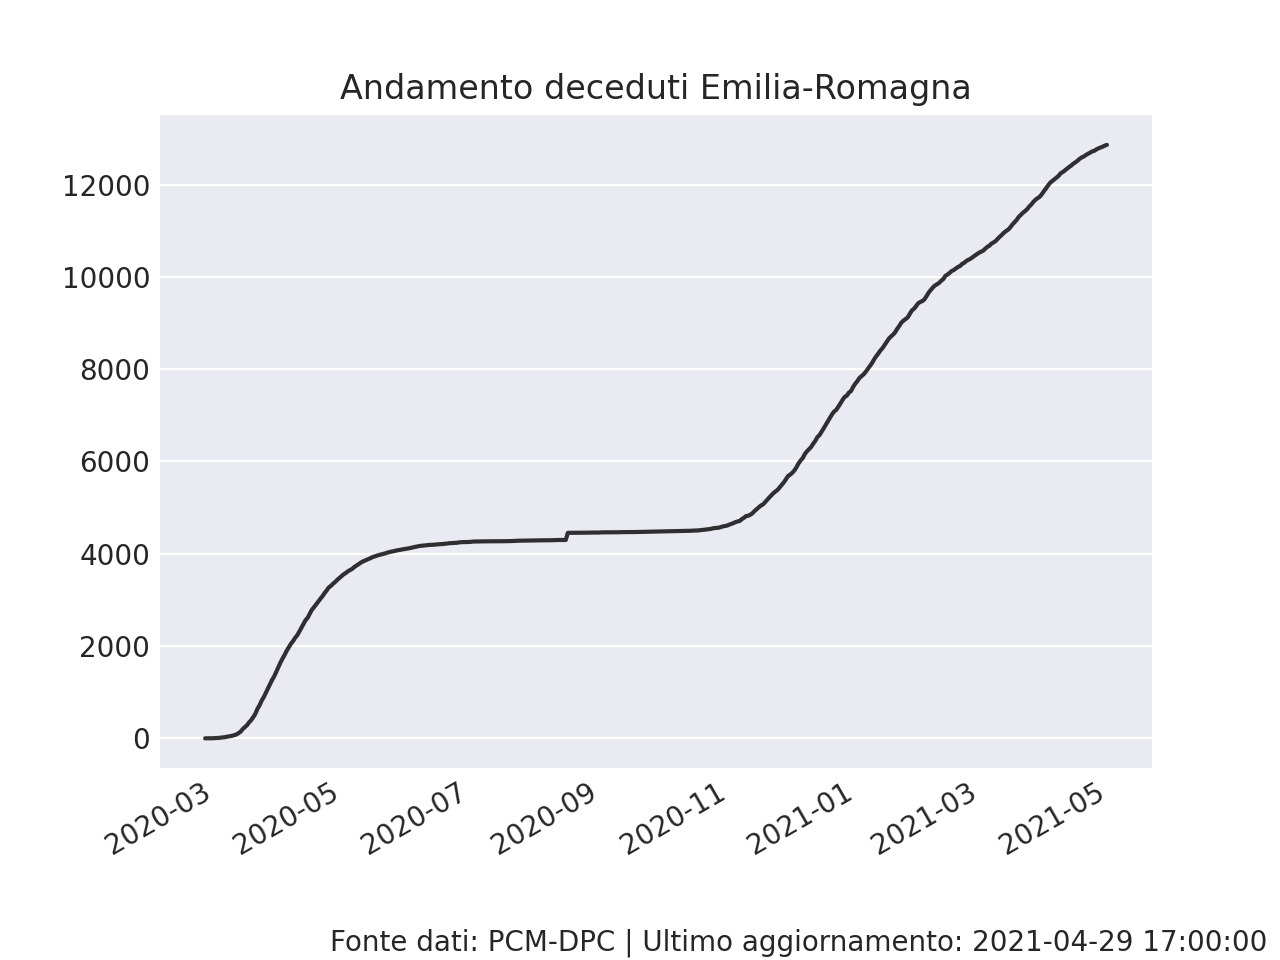 Andamento deceduti Emilia-Romagna
12000
10000
8000
6000
4000
2000
0
2020-03 2020-05 2020-07 2020-09 2020-11 2021-01 2021-03 2021-05
Fonte dati: PCM-DPC | Ultimo aggiornamento: 2021-04-29 17:00:00